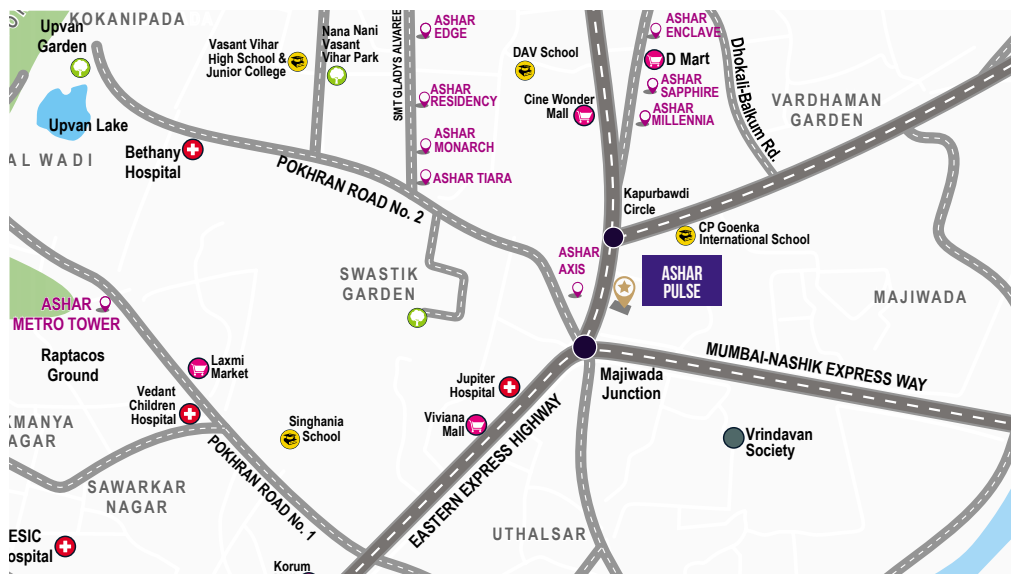 KOKANIPADA
Upvan
Garden
Vasant Vihar
High School &
Junior College
Nana Nani
Vasant
Vihar Park
SMT GLADYS ALVAREE
ASHAR
EDGE
DAV School
ASHAR
ENCLAVE
D Mart
ASHAR
SAPPHIRE
ASHAR
MILLENNIA
Dhokali-Balkum Rd.
VARDHAMAN
GARDEN
Cine Wonder
Mall
ASHAR
RESIDENCY
ASHAR
MONARCH
ASHAR TIARA
Upvan Lake
AL WADI
Bethany
Hospital
POKHRAN ROAD No. 2
Kapurbawdi
Circle
CP Goenka
International School
SWASTIK
GARDEN
ASHAR
AXIS
ASHAR
PULSE
MAJIWADA
ASHAR
METRO TOWER
Raptacos
Ground
Laxmi
Market
Vedant
Children
Hospital
Jupiter
Hospital
Viviana
Mall
Majiwada
Junction
MUMBAI-NASHIK EXPRESS WAY
KMANYA
AGAR
Singhania
School
Vrindavan
Society
POKHRAN ROAD No. 1
EASTERN EXPRESS HIGHWAY
SAWARKAR
NAGAR
UTHALSAR
ESIC
ospital
Korum